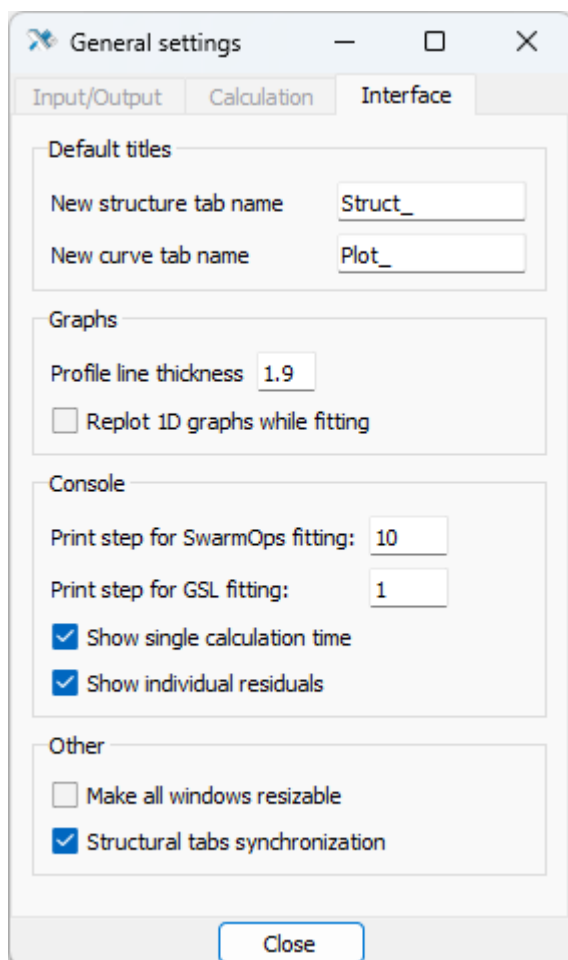 General settings
Input/Output Calculation Interface
Default titles
New structure tab name Struct_
New curve tab name Plot_
Graphs
Profile line thickness 1.9
Replot 1D graphs while fitting
Console
Print step for SwarmOps fitting: 10
Print step for GSL fitting: 1
Show single calculation time
Show individual residuals
Other
Make all windows resizable
Structural tabs synchronization
Close